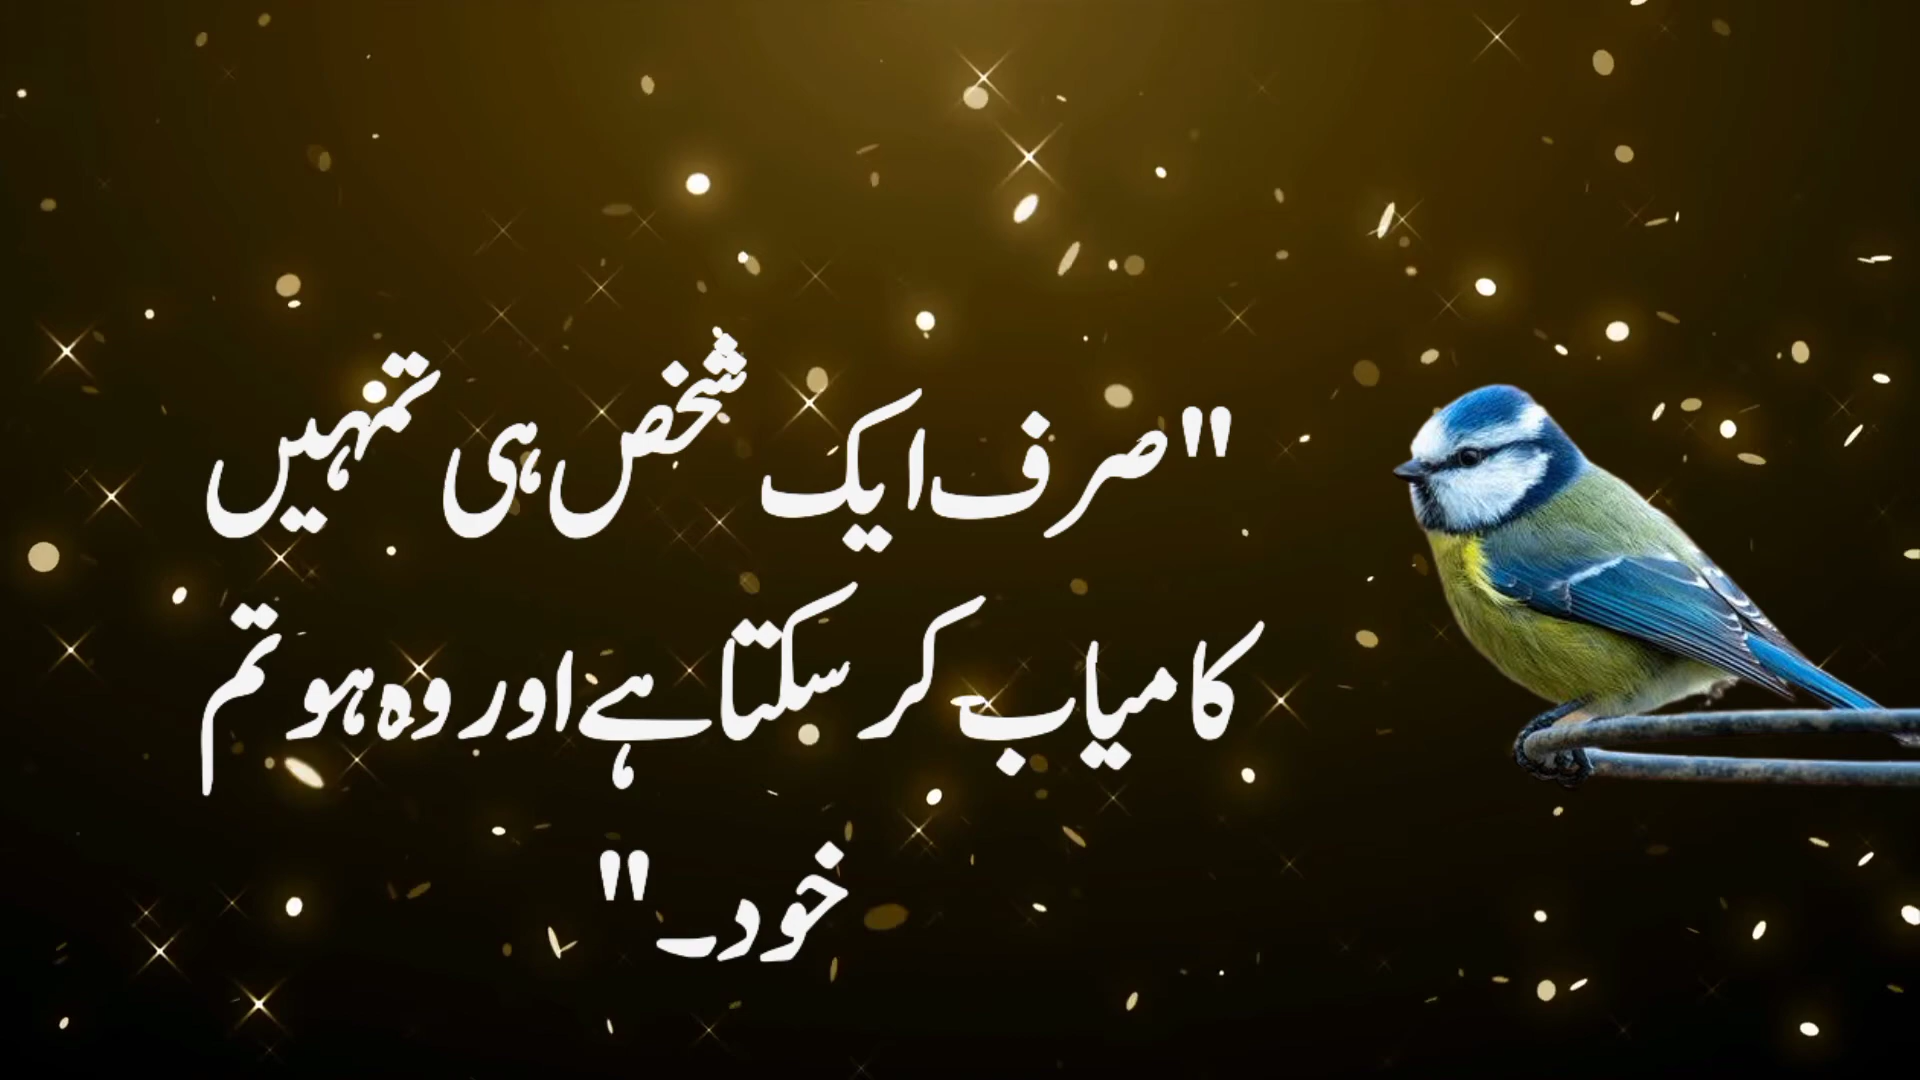 "صرف ایک شخص ہی تمہیں
کامیاب کر سکتا ہے اور وہ ہو تم
خود۔"